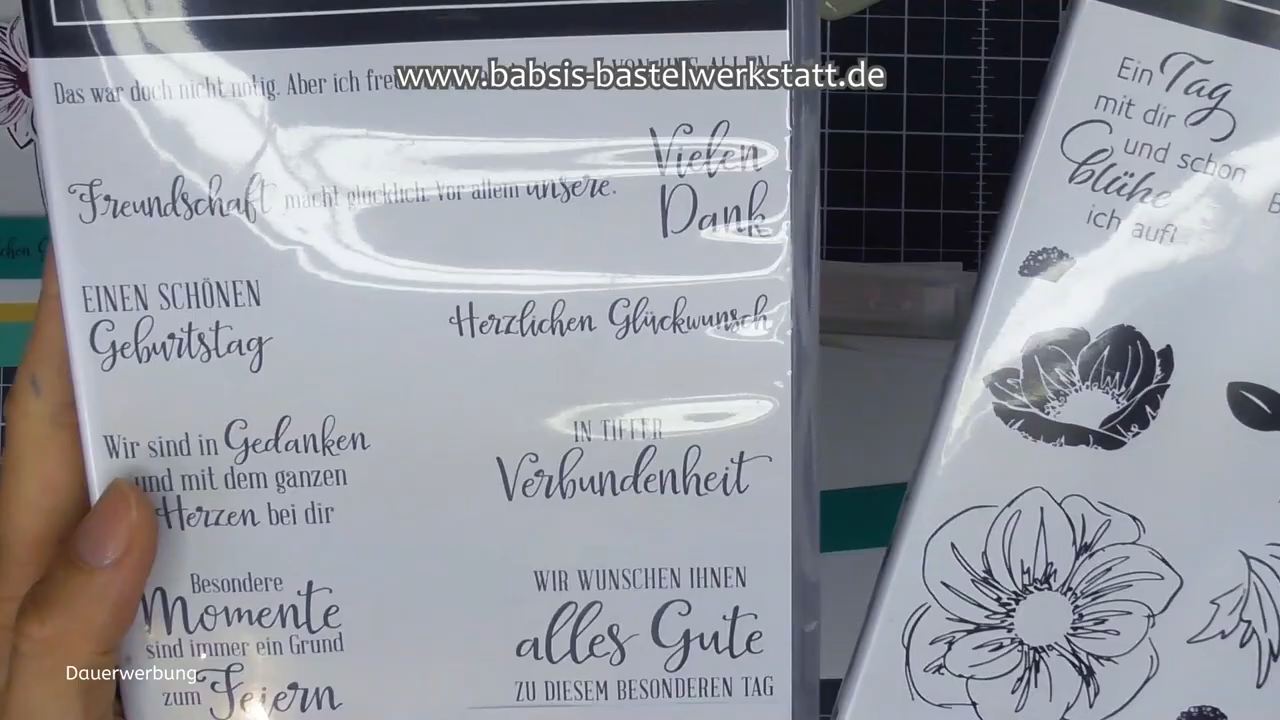 www.babsis-bastelwerkstatt.de
Das war doch nicht nötig. Aber ich
VON UNS ALLEN
Vielen
Dank
Freundschaft macht glücklich. Vor allem unsere.
EINEN SCHÖNEN
Geburtstag
Herzlichen Glückwunsch
Wir sind in Gedanken
und mit dem ganzen
Herzen bei dir
IN TIEFER
Verbundenheit
Besondere
Momente
sind immer ein Grund
zum Feiern
WIR WÜNSCHEN IHNEN
alles Gute
ZU DIESEM BESONDEREN TAG
Ein Tag
mit dir
und schon
blühe
ich auf!
Dauerwerbung